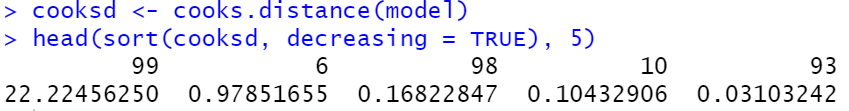 > cooksd <- cooks.distance(model)
> head(sort(cooksd, decreasing = TRUE), 5)
99 6 98 10 93
22.22456250 0.97851655 0.16822847 0.10432906 0.03103242